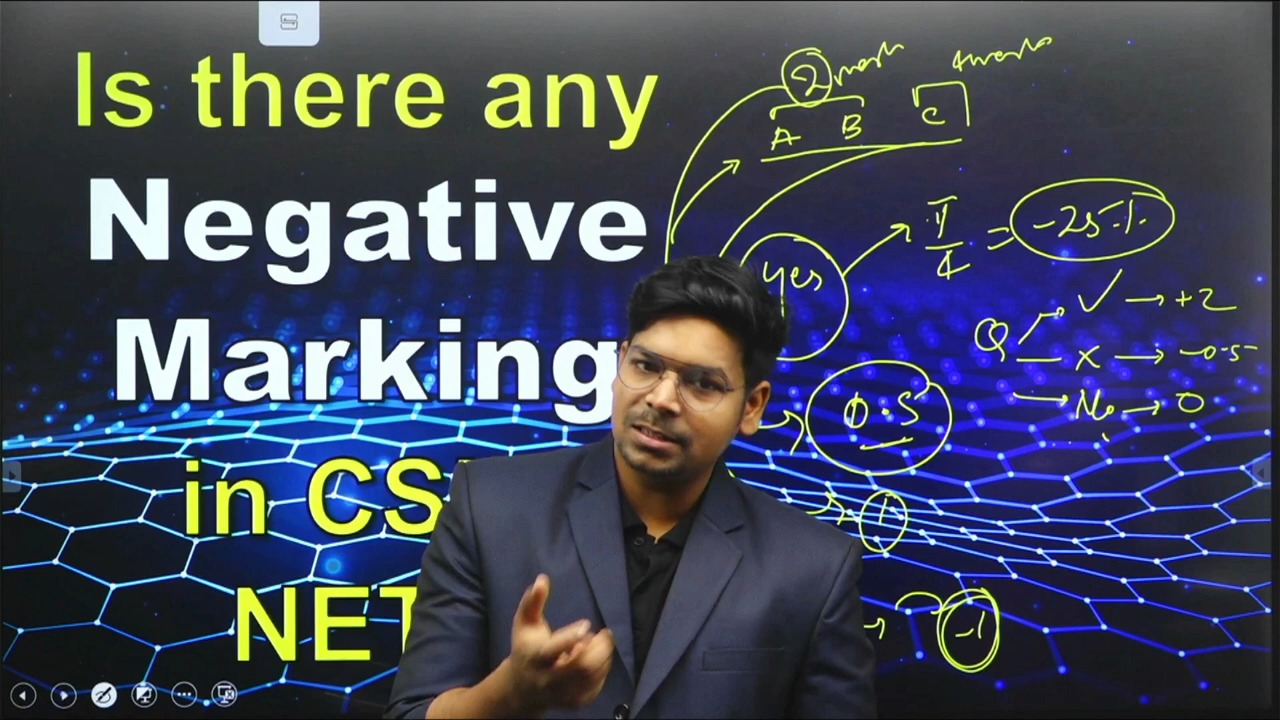 Is there any
Negative
Marking
in CS
NET
2 mark
A B C
4 marks
Yes
= -25%
Q
✓ → +2
x → -0.5
No → 0
0.5
1
-1